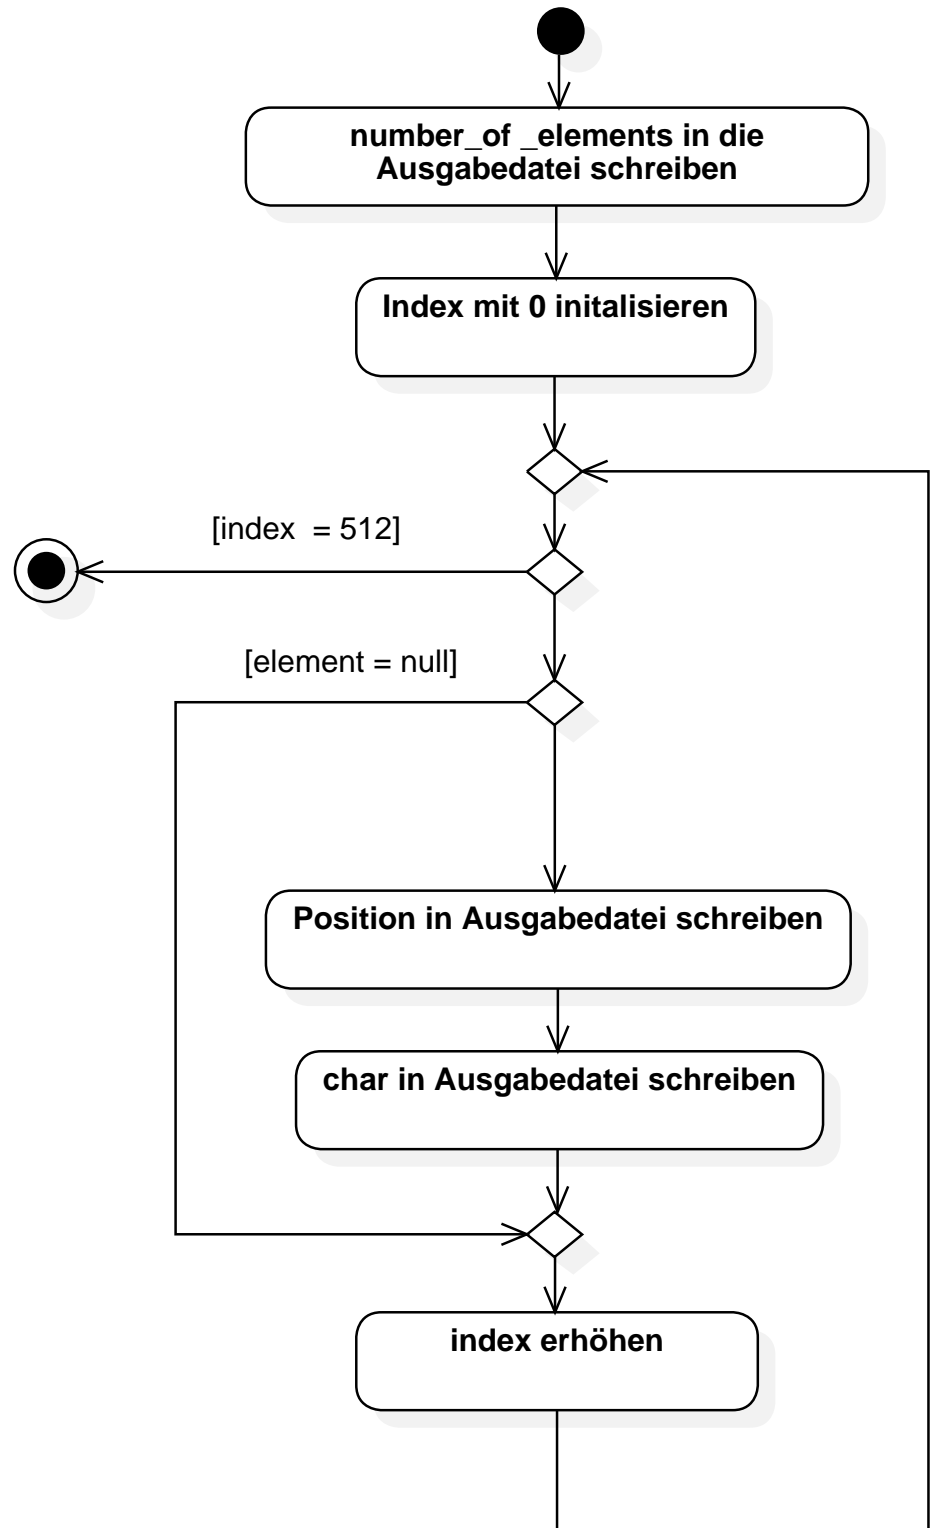 number_of _elements in die
Ausgabedatei schreiben
Index mit 0 initalisieren
[index  = 512]
[element = null]
Position in Ausgabedatei schreiben
char in Ausgabedatei schreiben
index erhöhen